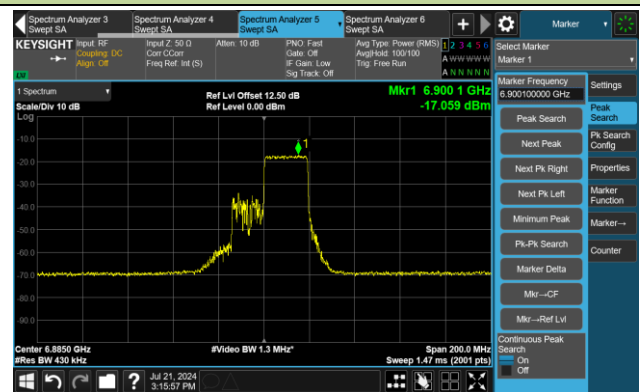 Spectrum Analyzer 3
Swept SA
Spectrum Analyzer 4
Swept SA
Spectrum Analyzer 5
Swept SA
Spectrum Analyzer 6
Swept SA
Marker
KEYSIGHT
Input: RF
Coupling: DC
Align: Off
Input Z: 50 Ω
Corr CCorr
Freq Ref: Int (S)
Atten: 10 dB
PNO: Fast
Gate: Off
IF Gain: Low
Sig Track: Off
Avg Type: Power (RMS)
Avg|Hold: 100/100
Trig: Free Run
1 2 3 4 5 6
A W W W W W
A N N N N N
Select Marker
Marker 1
1 Spectrum
Scale/Div 10 dB
Log
Ref Lvl Offset 12.50 dB
Ref Level 0.00 dBm
Mkr1 6.900 1 GHz
-17.059 dBm
1
-10.0
-20.0
-30.0
-40.0
-50.0
-60.0
-70.0
-80.0
-90.0
Center 6.8850 GHz
#Res BW 430 kHz
#Video BW 1.3 MHz*
Span 200.0 MHz
Sweep 1.47 ms (2001 pts)
Marker Frequency
6.900100000 GHz
Peak Search
Next Peak
Next Pk Right
Next Pk Left
Minimum Peak
Pk-Pk Search
Marker Delta
Mkr→CF
Mkr→Ref Lvl
Continuous Peak
Search
On
Off
Settings
Peak
Search
Pk Search
Config
Properties
Marker
Function
Marker→
Counter
?
Jul 21, 2024
3:15:57 PM